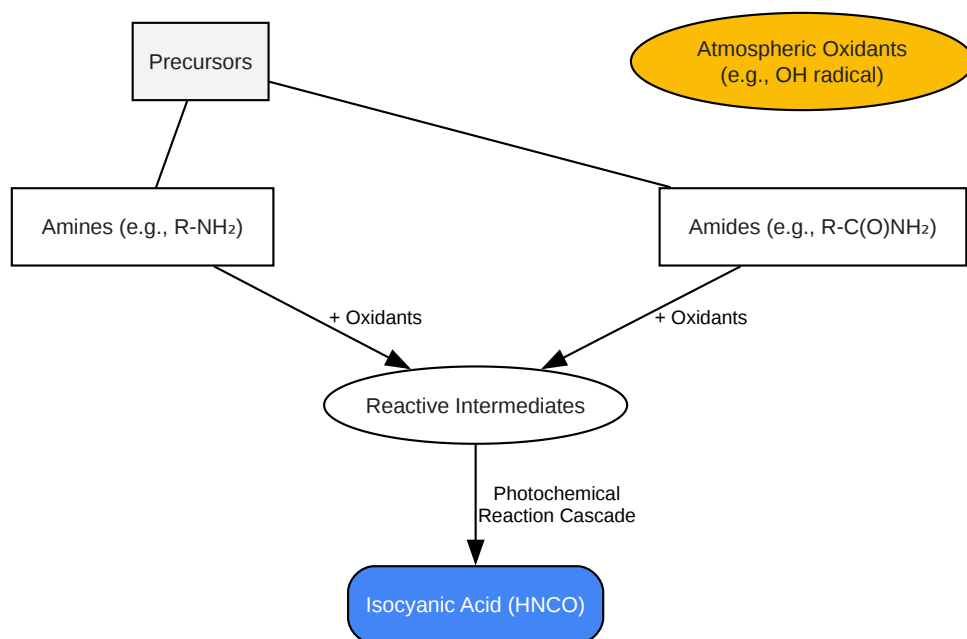 Precursors
Atmospheric Oxidants
(e.g., OH radical)
Amines (e.g., R-NH₂)
Amides (e.g., R-C(O)NH₂)
+ Oxidants
+ Oxidants
Reactive Intermediates
Photochemical
Reaction Cascade
Isocyanic Acid (HNCO)